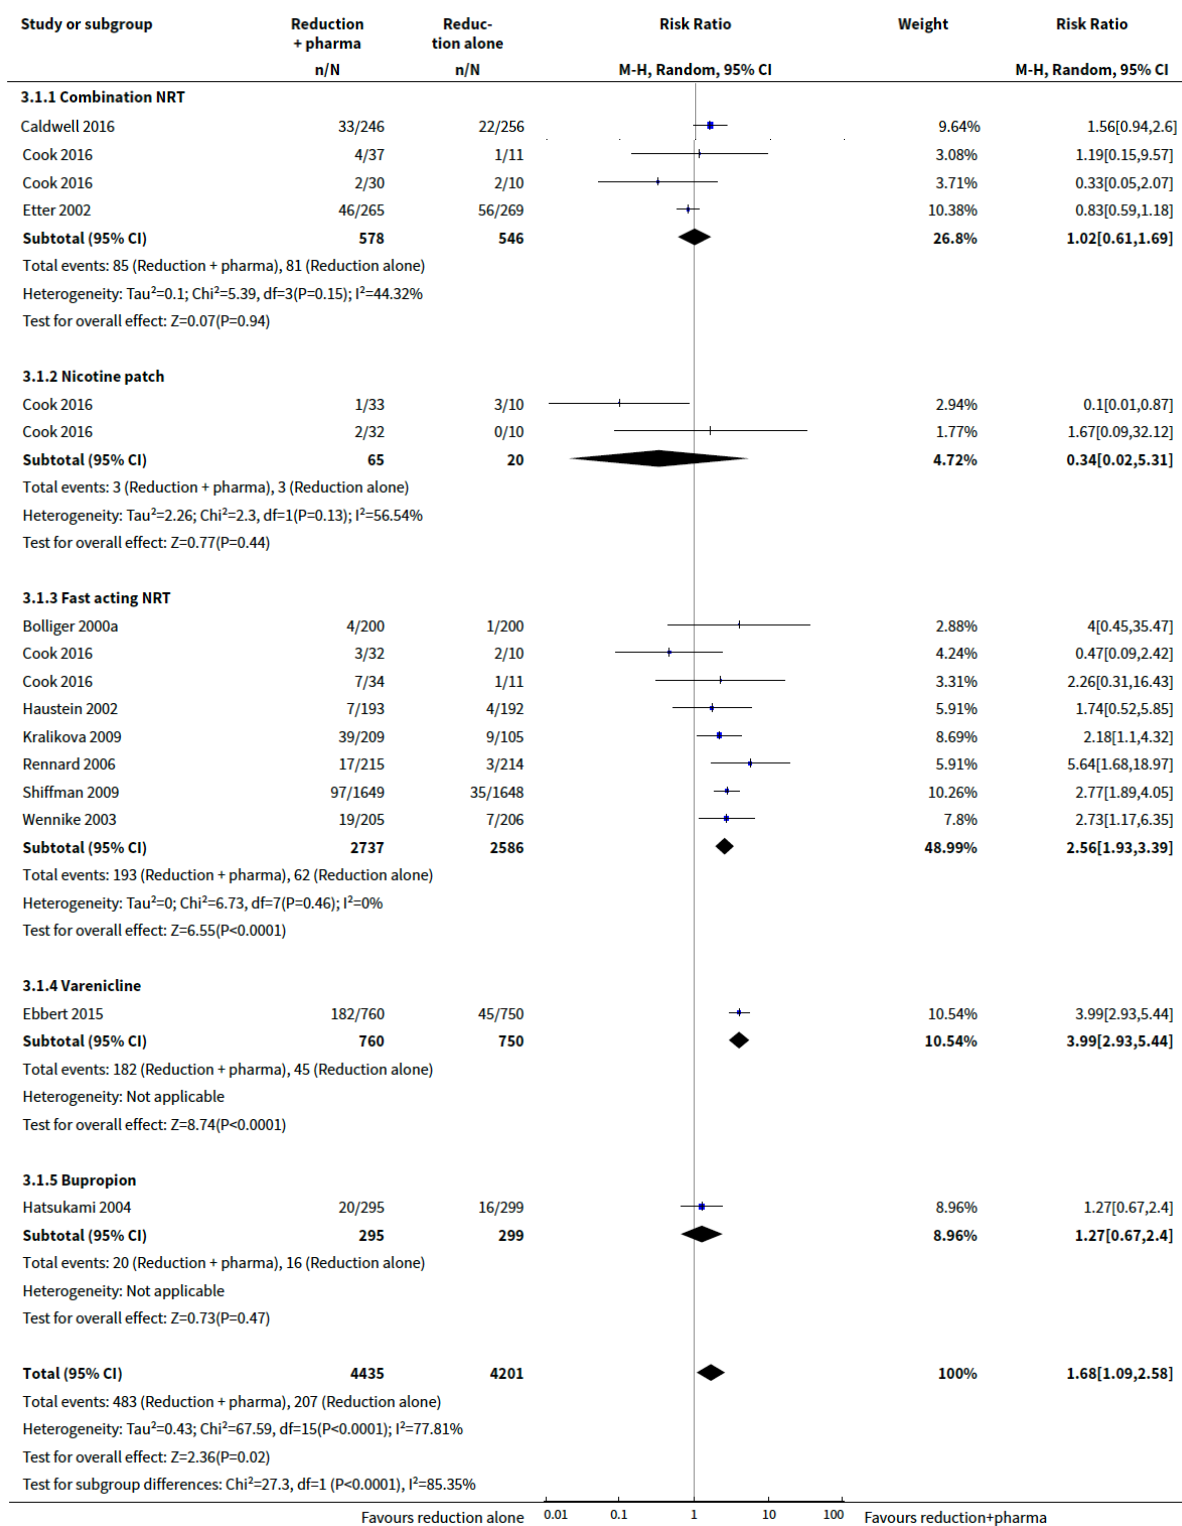 Study or subgroup Reduction + pharma Reduc-tion alone Risk Ratio Weight Risk Ratio
n/N n/N M-H, Random, 95% CI M-H, Random, 95% CI
3.1.1 Combination NRT
Caldwell 2016 33/246 22/256 9.64% 1.56[0.94,2.6]
Cook 2016 4/37 1/11 3.08% 1.19[0.15,9.57]
Cook 2016 2/30 2/10 3.71% 0.33[0.05,2.07]
Etter 2002 46/265 56/269 10.38% 0.83[0.59,1.18]
Subtotal (95% CI) 578 546 26.8% 1.02[0.61,1.69]
Total events: 85 (Reduction + pharma), 81 (Reduction alone)
Heterogeneity: Tau²=0.1; Chi²=5.39, df=3(P=0.15); I²=44.32%
Test for overall effect: Z=0.07(P=0.94)
3.1.2 Nicotine patch
Cook 2016 1/33 3/10 2.94% 0.1[0.01,0.87]
Cook 2016 2/32 0/10 1.77% 1.67[0.09,32.12]
Subtotal (95% CI) 65 20 4.72% 0.34[0.02,5.31]
Total events: 3 (Reduction + pharma), 3 (Reduction alone)
Heterogeneity: Tau²=2.26; Chi²=2.3, df=1(P=0.13); I²=56.54%
Test for overall effect: Z=0.77(P=0.44)
3.1.3 Fast acting NRT
Bolliger 2000a 4/200 1/200 2.88% 4[0.45,35.47]
Cook 2016 3/32 2/10 4.24% 0.47[0.09,2.42]
Cook 2016 7/34 1/11 3.31% 2.26[0.31,16.43]
Haustein 2002 7/193 4/192 5.91% 1.74[0.52,5.85]
Kralikova 2009 39/209 9/105 8.69% 2.18[1.1,4.32]
Rennard 2006 17/215 3/214 5.91% 5.64[1.68,18.97]
Shiffman 2009 97/1649 35/1648 10.26% 2.77[1.89,4.05]
Wennike 2003 19/205 7/206 7.8% 2.73[1.17,6.35]
Subtotal (95% CI) 2737 2586 48.99% 2.56[1.93,3.39]
Total events: 193 (Reduction + pharma), 62 (Reduction alone)
Heterogeneity: Tau²=0; Chi²=6.73, df=7(P=0.46); I²=0%
Test for overall effect: Z=6.55(P<0.0001)
3.1.4 Varenicline
Ebbert 2015 182/760 45/750 10.54% 3.99[2.93,5.44]
Subtotal (95% CI) 760 750 10.54% 3.99[2.93,5.44]
Total events: 182 (Reduction + pharma), 45 (Reduction alone)
Heterogeneity: Not applicable
Test for overall effect: Z=8.74(P<0.0001)
3.1.5 Bupropion
Hatsukami 2004 20/295 16/299 8.96% 1.27[0.67,2.4]
Subtotal (95% CI) 295 299 8.96% 1.27[0.67,2.4]
Total events: 20 (Reduction + pharma), 16 (Reduction alone)
Heterogeneity: Not applicable
Test for overall effect: Z=0.73(P=0.47)
Total (95% CI) 4435 4201 100% 1.68[1.09,2.58]
Total events: 483 (Reduction + pharma), 207 (Reduction alone)
Heterogeneity: Tau²=0.43; Chi²=67.59, df=15(P<0.0001); I²=77.81%
Test for overall effect: Z=2.36(P=0.02)
Test for subgroup differences: Chi²=27.3, df=1 (P<0.0001), I²=85.35%
Favours reduction alone 0.01 0.1 1 10 100 Favours reduction+pharma